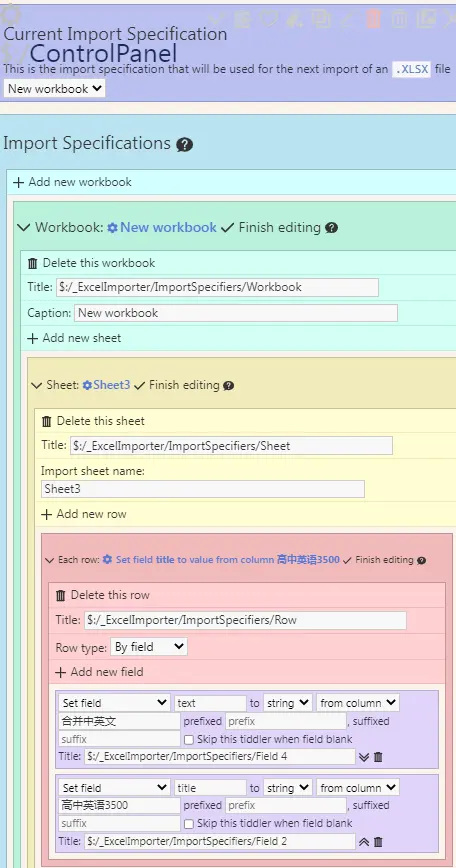 Current Import Specification
$:/ControlPanel
This is the import specification that will be used for the next import of an .XLSX file
New workbook
Import Specifications
Add new workbook
Workbook: New workbook Finish editing
Delete this workbook
Title: $:/_ExcelImporter/ImportSpecifiers/Workbook
Caption: New workbook
Add new sheet
Sheet: Sheet3 Finish editing
Delete this sheet
Title: $:/_ExcelImporter/ImportSpecifiers/Sheet
Import sheet name:
Sheet3
Add new row
Each row: Set field title to value from column 高中英语3500 Finish editing
Delete this row
Title: $:/_ExcelImporter/ImportSpecifiers/Row
Row type: By field
Add new field
Set field text to string from column
合并中英文 prefixed prefix , suffixed
suffix Skip this tiddler when field blank
Title: $:/_ExcelImporter/ImportSpecifiers/Field 4
Set field title to string from column
高中英语3500 prefixed prefix , suffixed
suffix Skip this tiddler when field blank
Title: $:/_ExcelImporter/ImportSpecifiers/Field 2